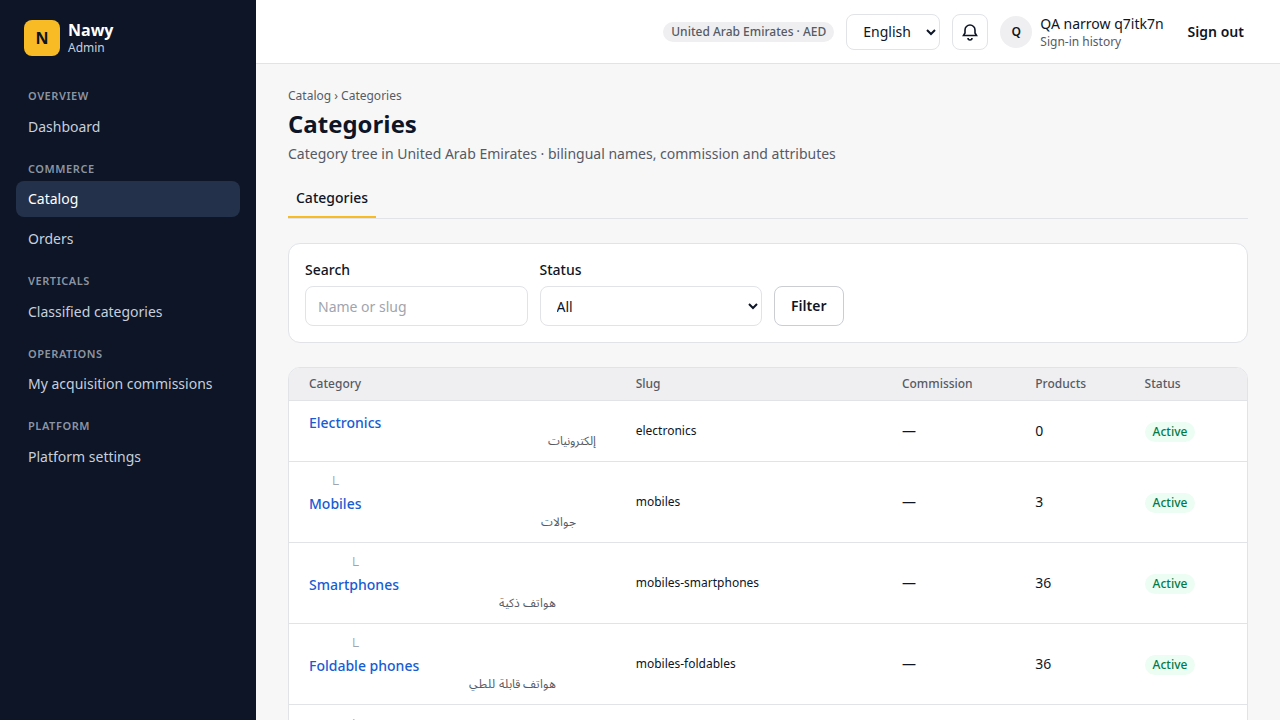 N
Nawy
Admin
United Arab Emirates · AED
English
Q
QA narrow q7itk7n
Sign-in history
Sign out
OVERVIEW
Dashboard
COMMERCE
Catalog
Orders
VERTICALS
Classified categories
OPERATIONS
My acquisition commissions
PLATFORM
Platform settings
Catalog › Categories
Categories
Category tree in United Arab Emirates · bilingual names, commission and attributes
Categories
Search
Status
Name or slug
All
Filter
Category Slug Commission Products Status
Electronics
إلكترونيات
electronics — 0 Active
└
Mobiles
جوالات
mobiles — 3 Active
└
Smartphones
هواتف ذكية
mobiles-smartphones — 36 Active
└
Foldable phones
هواتف قابلة للطي
mobiles-foldables — 36 Active